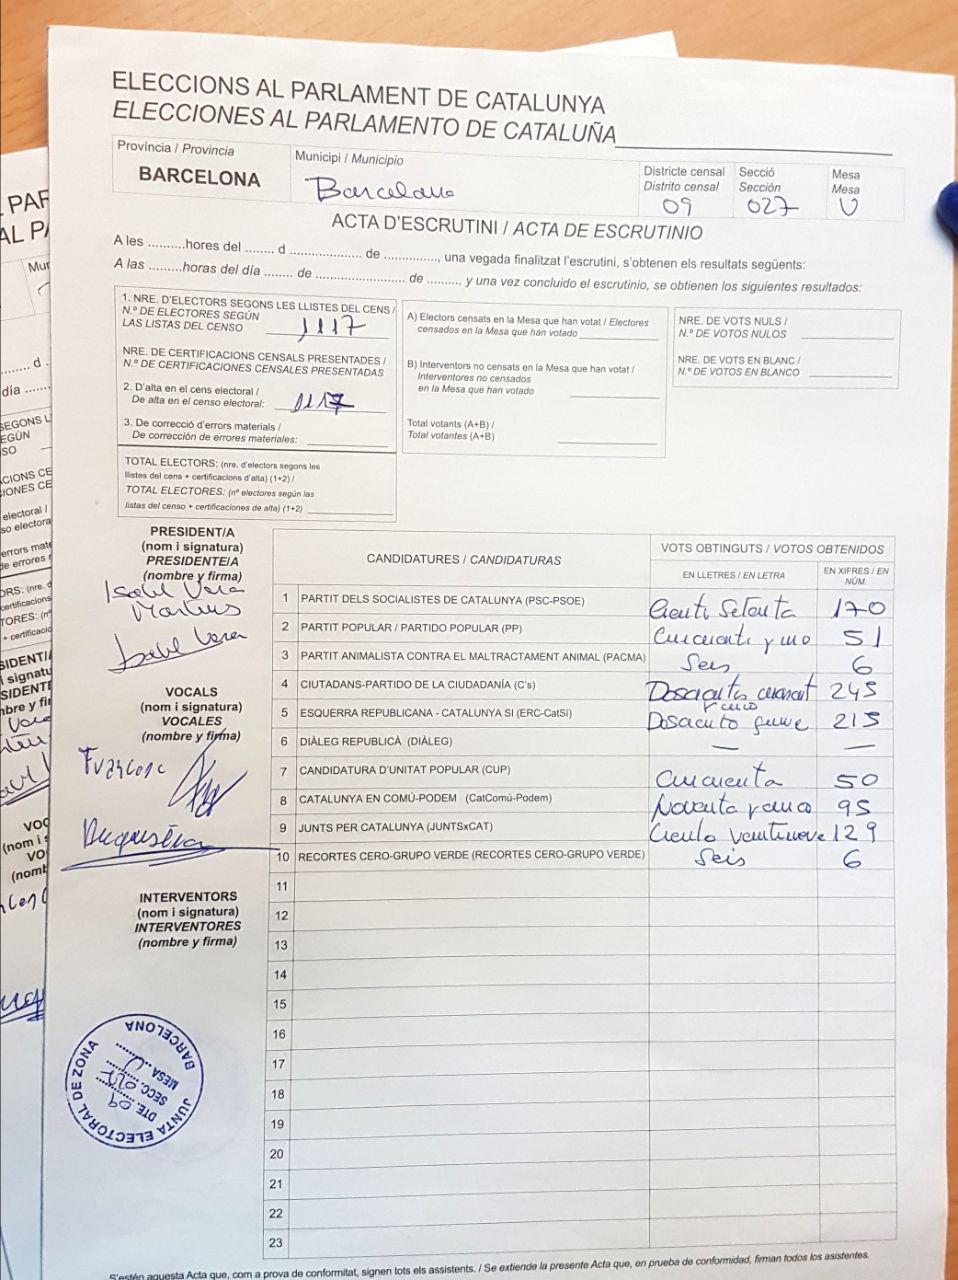 ELECCIONS AL PARLAMENT DE CATALUNYA
ELECCIONES AL PARLAMENTO DE CATALUÑA
Província / Provincia
BARCELONA
Municipi / Municipio
Barcelona
Districte censal
Distrito censal
09
Secció
Sección
027
Mesa
Mesa
U
ACTA D'ESCRUTINI / ACTA DE ESCRUTINIO
A les ..........hores del ........ d .................... de ..............., una vegada finalitzat l'escrutini, s'obtenen els resultats següents:
A las .........horas del día ........ de ........................ de ........., y una vez concluido el escrutinio, se obtienen los siguientes resultados:
1. NRE. D'ELECTORS SEGONS LES LLISTES DEL CENS /
N.º DE ELECTORES SEGÚN
LAS LISTAS DEL CENSO
1117
NRE. DE CERTIFICACIONS CENSALS PRESENTADES /
N.º DE CERTIFICACIONES CENSALES PRESENTADAS
2. D'alta en el cens electoral /
De alta en el censo electoral:
1117
3. De correcció d'errors materials /
De corrección de errores materiales:
TOTAL ELECTORS: (nre. d'electors segons les
llistes del cens + certificacions d'alta) (1+2) /
TOTAL ELECTORES: (nº electores según las
listas del censo + certificaciones de alta) (1+2)
A) Electors censats en la Mesa que han votat / Electores
censados en la Mesa que han votado
B) Interventors no censats en la Mesa que han votat /
Interventores no censados
en la Mesa que han votado
Total votants (A+B) /
Total votantes (A+B)
NRE. DE VOTS NULS /
N.º DE VOTOS NULOS
NRE. DE VOTS EN BLANC /
N.º DE VOTOS EN BLANCO
PRESIDENT/A
(nom i signatura)
PRESIDENTE/A
(nombre y firma)
Isabel Vera
Isabel Vera
VOCALS
(nom i signatura)
VOCALES
(nombre y firma)
Francesc
INTERVENTORS
(nom i signatura)
INTERVENTORES
(nombre y firma)
CANDIDATURES / CANDIDATURAS
VOTS OBTINGUTS / VOTOS OBTENIDOS
EN LLETRES / EN LETRA
EN XIFRES / EN NÚM.
1 PARTIT DELS SOCIALISTES DE CATALUNYA (PSC-PSOE) Ciento Setenta 170
2 PARTIT POPULAR / PARTIDO POPULAR (PP) Cincuenta y uno 51
3 PARTIT ANIMALISTA CONTRA EL MALTRACTAMENT ANIMAL (PACMA) Seis 6
4 CIUTADANS-PARTIDO DE LA CIUDADANÍA (C's) Doscientos cuarenta y cinco 245
5 ESQUERRA REPUBLICANA - CATALUNYA SI (ERC-CatSí) Doscientos quince 215
6 DIÀLEG REPUBLICÀ (DIÀLEG) — —
7 CANDIDATURA D'UNITAT POPULAR (CUP) Cincuenta 50
8 CATALUNYA EN COMÚ-PODEM (CatComú-Podem) Noventa y cinco 95
9 JUNTS PER CATALUNYA (JUNTSxCAT) Ciento veintinueve 129
10 RECORTES CERO-GRUPO VERDE (RECORTES CERO-GRUPO VERDE) Seis 6
11
12
13
14
15
16
17
18
19
20
21
22
23
JUNTA ELECTORAL DE ZONA
BARCELONA
DTE. 09
SECC. 027
MESA U
S'estén aquesta Acta que, com a prova de conformitat, signen tots els assistents. / Se extiende la presente Acta que, en prueba de conformidad, firman todos los asistentes.